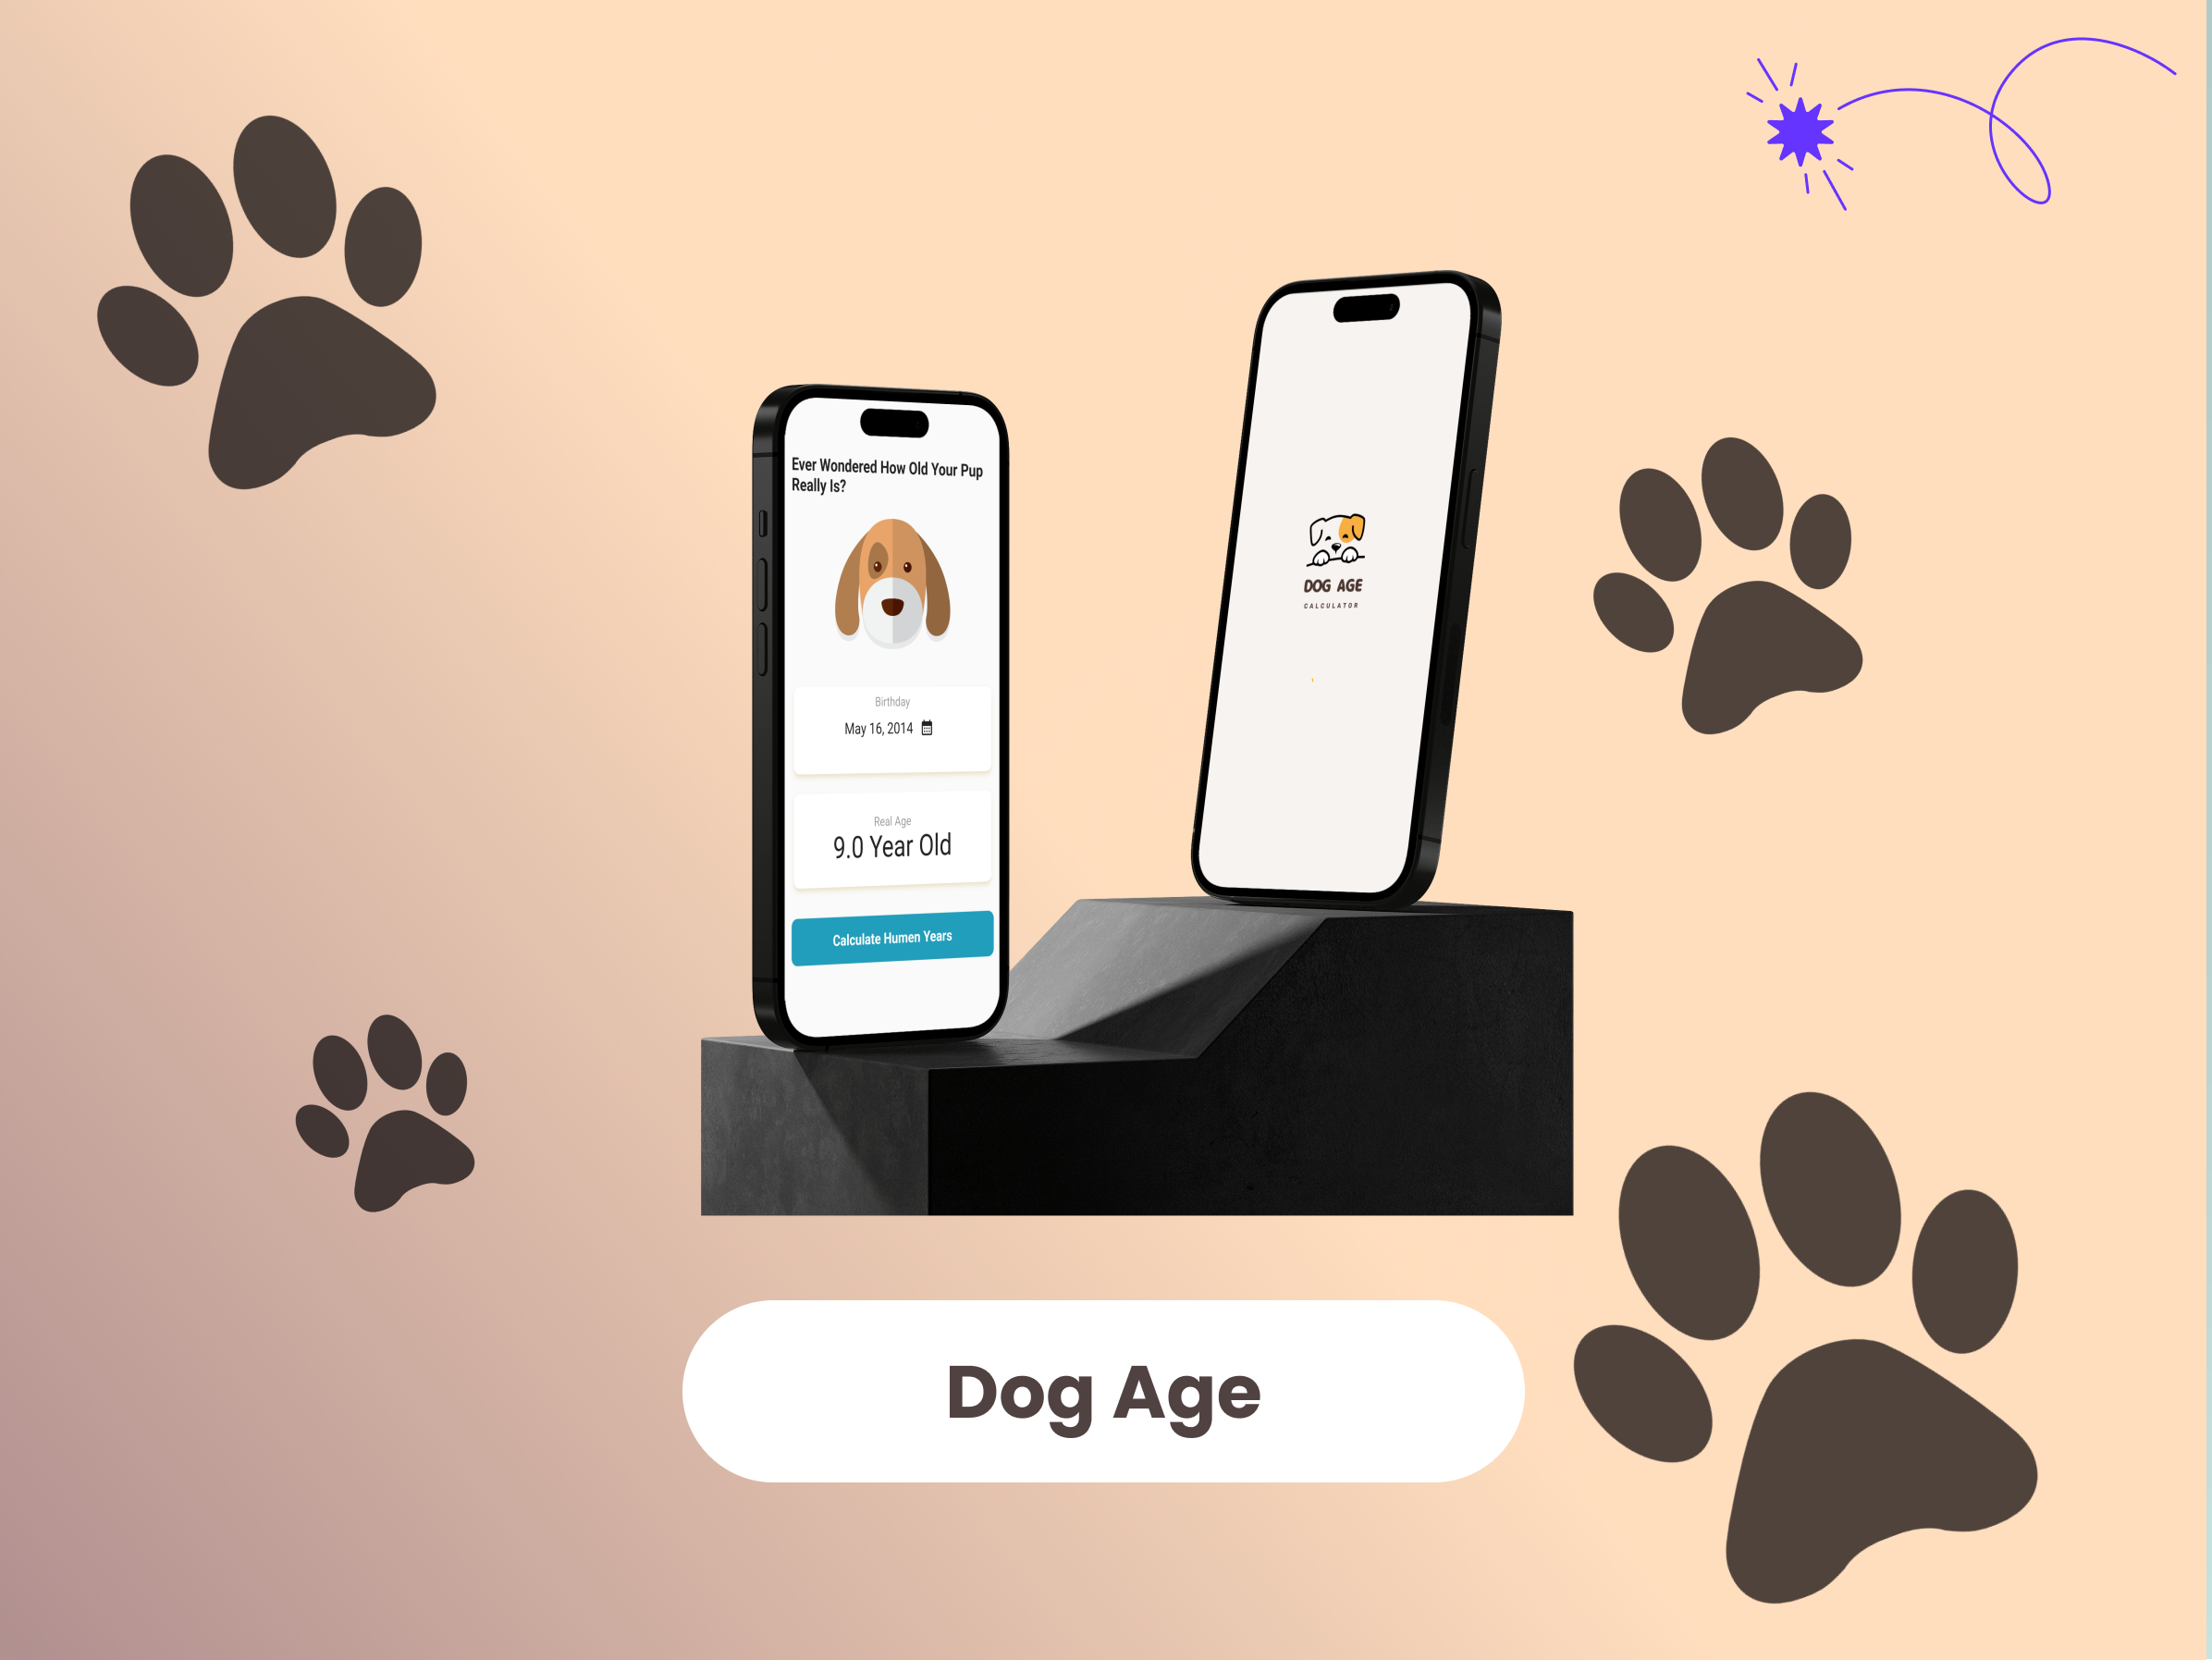 Ever Wondered How Old Your Pup
Really Is?
Birthday
May 16, 2014
Real Age
9.0 Year Old
Calculate Humen Years
DOG AGE
CALCULATOR
Dog Age